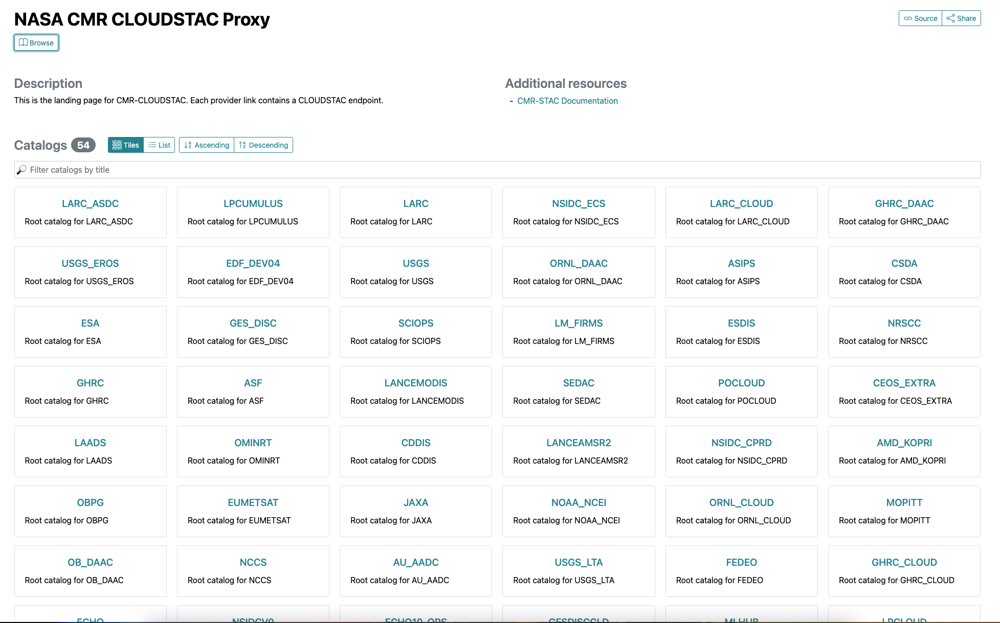 NASA CMR CLOUDSTAC Proxy
Source Share
Browse
Description
This is the landing page for CMR-CLOUDSTAC. Each provider link contains a CLOUDSTAC endpoint.
Additional resources
- CMR-STAC Documentation
Catalogs 54 Tiles List Ascending Descending
Filter catalogs by title
LARC_ASDC
Root catalog for LARC_ASDC
LPCUMULUS
Root catalog for LPCUMULUS
LARC
Root catalog for LARC
NSIDC_ECS
Root catalog for NSIDC_ECS
LARC_CLOUD
Root catalog for LARC_CLOUD
GHRC_DAAC
Root catalog for GHRC_DAAC
USGS_EROS
Root catalog for USGS_EROS
EDF_DEV04
Root catalog for EDF_DEV04
USGS
Root catalog for USGS
ORNL_DAAC
Root catalog for ORNL_DAAC
ASIPS
Root catalog for ASIPS
CSDA
Root catalog for CSDA
ESA
Root catalog for ESA
GES_DISC
Root catalog for GES_DISC
SCIOPS
Root catalog for SCIOPS
LM_FIRMS
Root catalog for LM_FIRMS
ESDIS
Root catalog for ESDIS
NRSCC
Root catalog for NRSCC
GHRC
Root catalog for GHRC
ASF
Root catalog for ASF
LANCEMODIS
Root catalog for LANCEMODIS
SEDAC
Root catalog for SEDAC
POCLOUD
Root catalog for POCLOUD
CEOS_EXTRA
Root catalog for CEOS_EXTRA
LAADS
Root catalog for LAADS
OMINRT
Root catalog for OMINRT
CDDIS
Root catalog for CDDIS
LANCEAMSR2
Root catalog for LANCEAMSR2
NSIDC_CPRD
Root catalog for NSIDC_CPRD
AMD_KOPRI
Root catalog for AMD_KOPRI
OBPG
Root catalog for OBPG
EUMETSAT
Root catalog for EUMETSAT
JAXA
Root catalog for JAXA
NOAA_NCEI
Root catalog for NOAA_NCEI
ORNL_CLOUD
Root catalog for ORNL_CLOUD
MOPITT
Root catalog for MOPITT
OB_DAAC
Root catalog for OB_DAAC
NCCS
Root catalog for NCCS
AU_AADC
Root catalog for AU_AADC
USGS_LTA
Root catalog for USGS_LTA
FEDEO
Root catalog for FEDEO
GHRC_CLOUD
Root catalog for GHRC_CLOUD
ECHO
NSIDCV0
ECHO10_OPS
GESDISCCLD
MLHUB
LPCLOUD